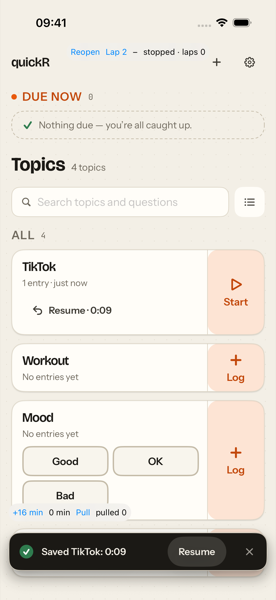 09:41
Reopen Lap 2 – stopped · laps 0
quickR
DUE NOW 0
Nothing due — you're all caught up.
Topics 4 topics
Search topics and questions
ALL 4
TikTok
1 entry · just now
Resume · 0:09
Start
Workout
No entries yet
Log
Mood
No entries yet
Good OK
Bad
Log
+16 min 0 min Pull pulled 0
Saved TikTok: 0:09 Resume